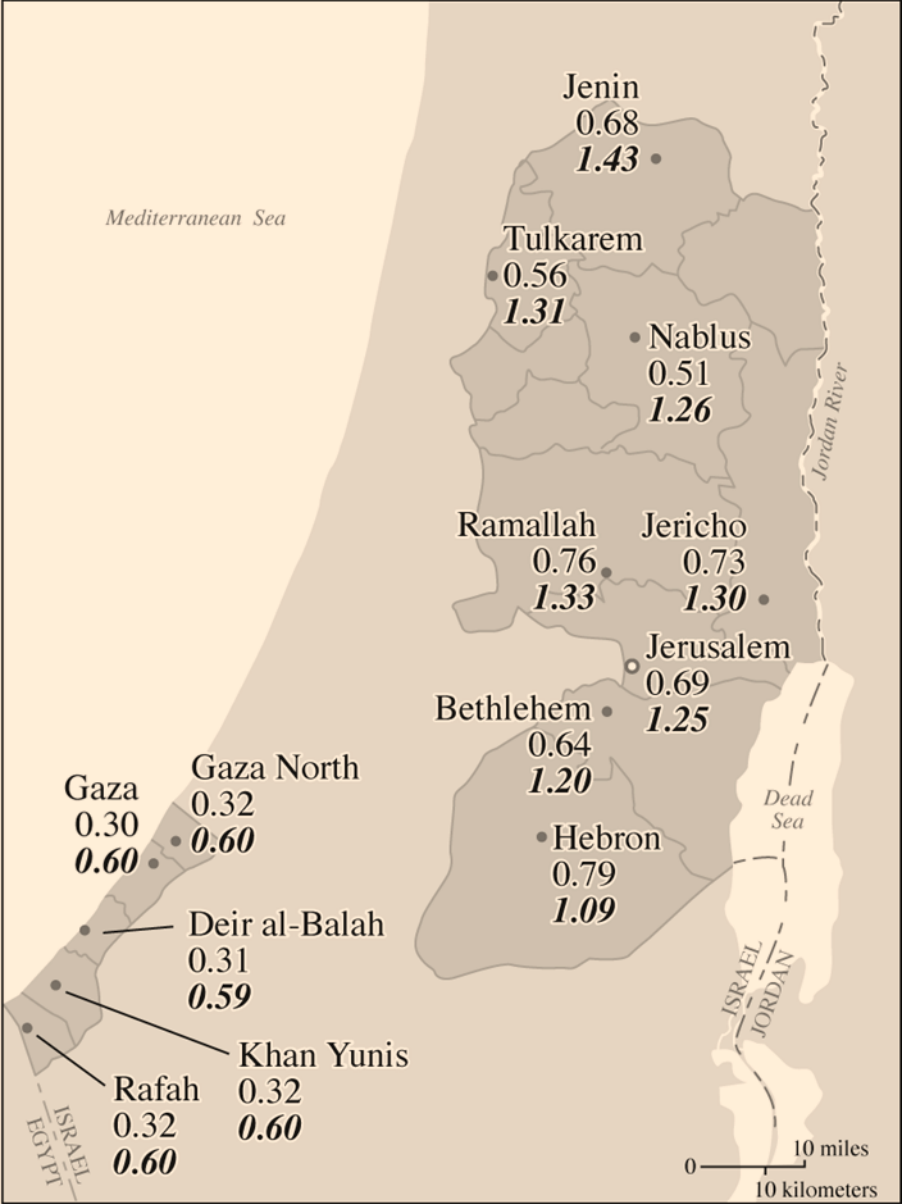 Jenin
0.68
1.43
Mediterranean Sea
Tulkarem
0.56
1.31
Nablus
0.51
1.26
Jordan River
Ramallah
0.76
1.33
Jericho
0.73
1.30
Jerusalem
0.69
1.25
Bethlehem
0.64
1.20
Gaza North
0.32
0.60
Gaza
0.30
0.60
Dead
Sea
Hebron
0.79
1.09
Deir al-Balah
0.31
0.59
ISRAEL
JORDAN
Khan Yunis
0.32
0.60
Rafah
0.32
0.60
ISRAEL
EGYPT
0
10 miles
10 kilometers